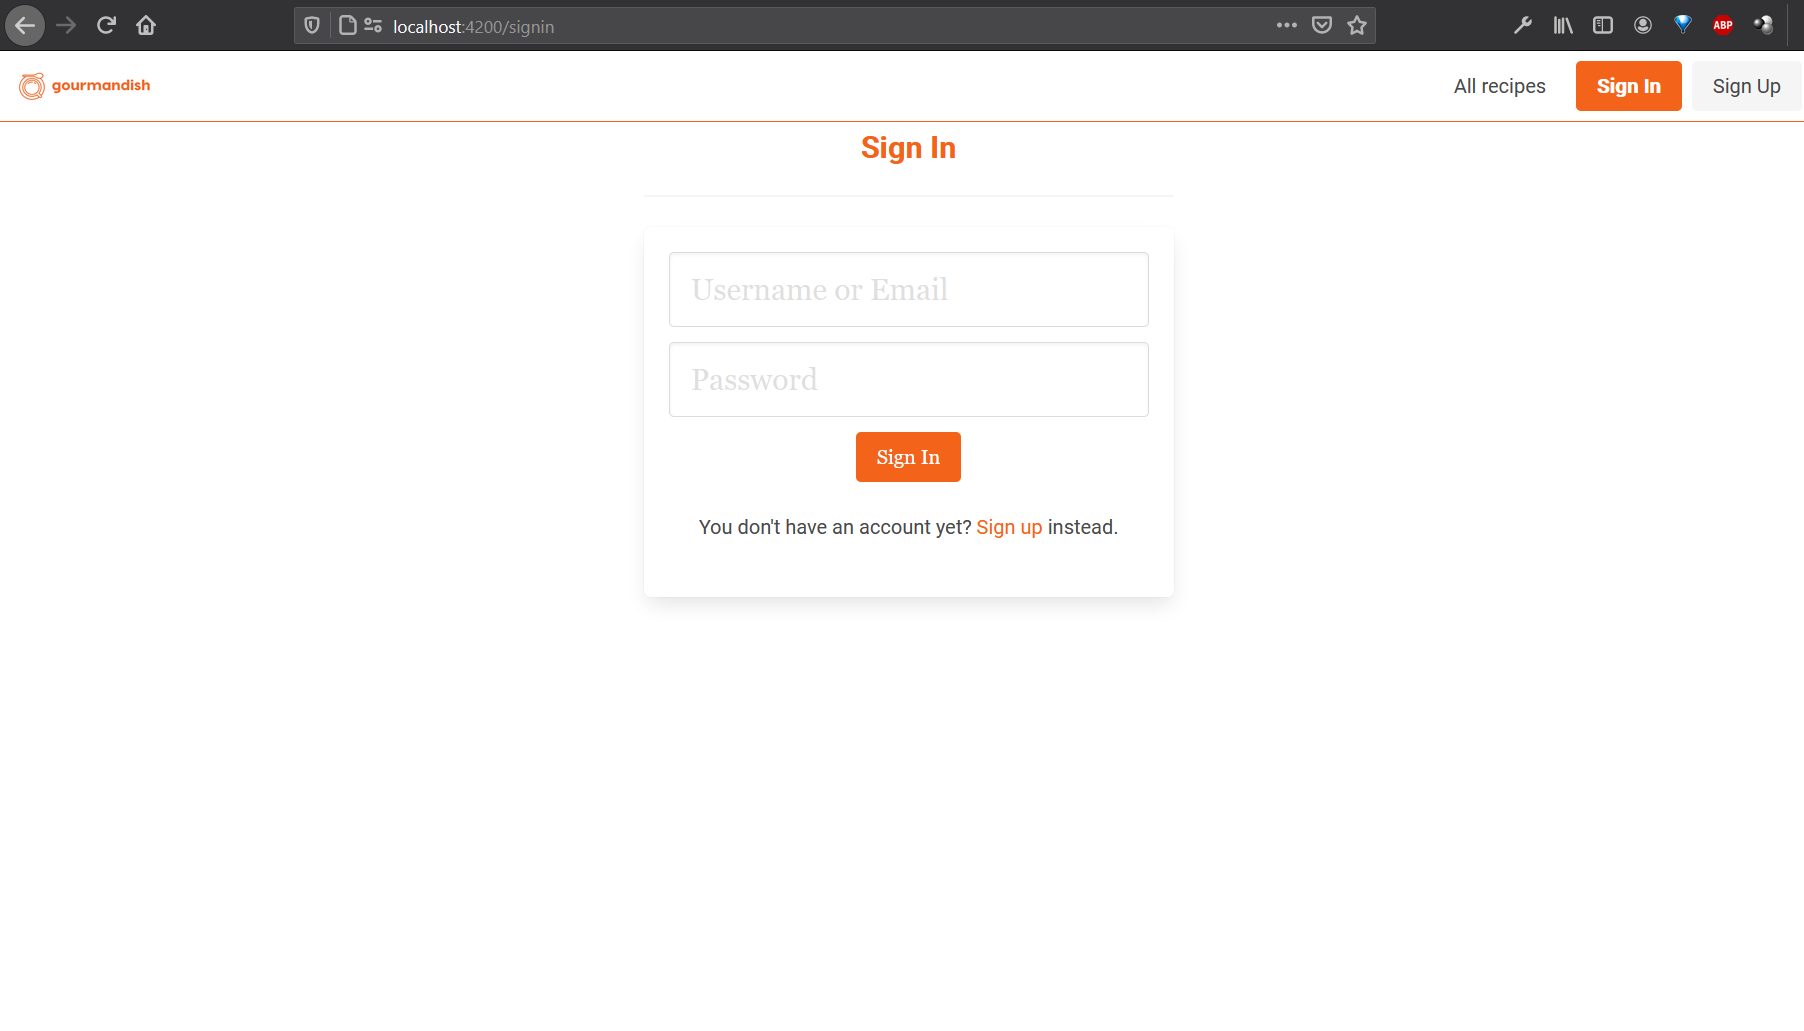 localhost:4200/signin
ABP
gourmandish
All recipes
Sign In
Sign Up
Sign In
Username or Email
Password
Sign In
You don't have an account yet? Sign up instead.